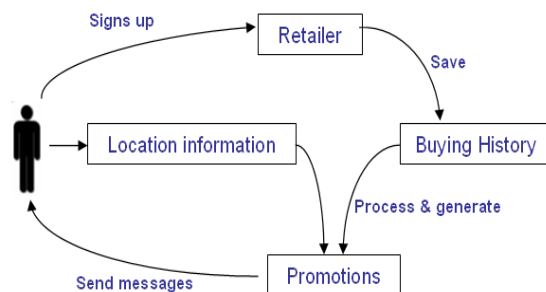 Signs up
Retailer
Save
Location information
Buying History
Process & generate
Send messages
Promotions